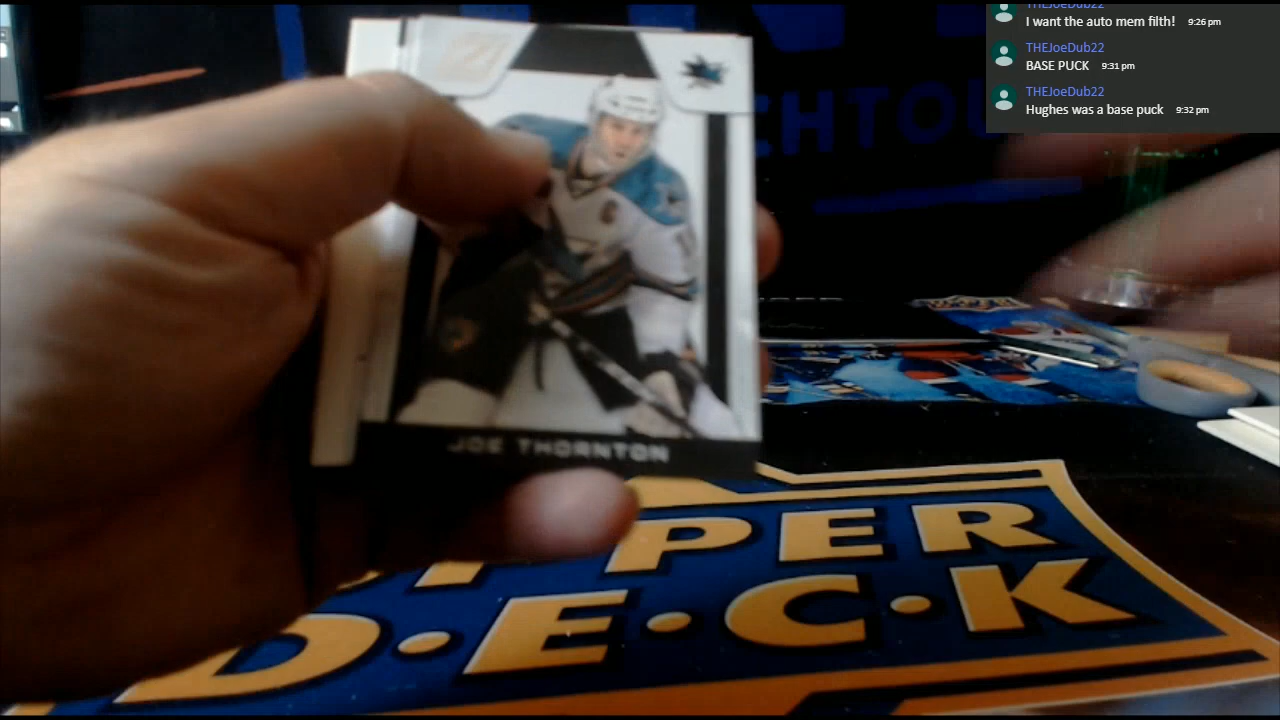 THEJoeDub22
I want the auto mem filth! 9:26 pm
THEJoeDub22
BASE PUCK 9:31 pm
THEJoeDub22
Hughes was a base puck 9:32 pm
JOE THORNTON
PER
D·E·C·K